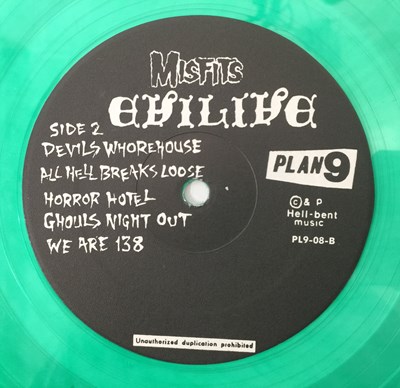 MISFITS
EVILIVE
SIDE 2
DEVILS WHOREHOUSE
ALL HELL BREAKS LOOSE
HORROR HOTEL
GHOULS NIGHT OUT
WE ARE 138
PLAN 9
© & P
Hell-bent
music
PL9-08-B
Unauthorized duplication prohibited